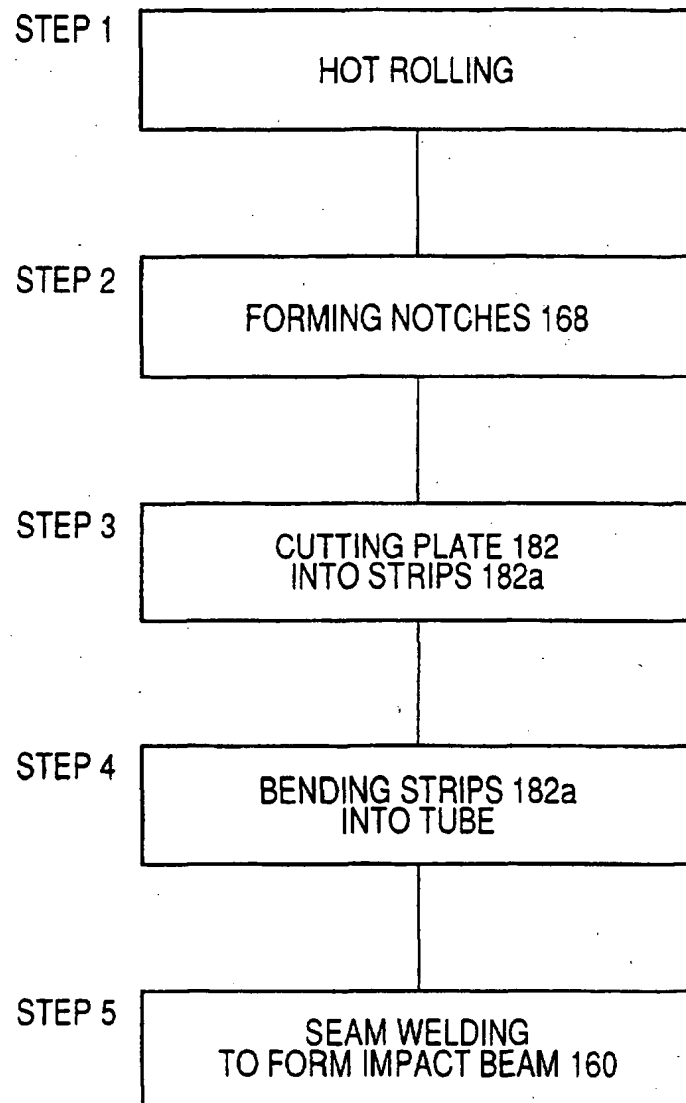 STEP 1
HOT ROLLING
STEP 2
FORMING NOTCHES 168
STEP 3
CUTTING PLATE 182
INTO STRIPS 182a
STEP 4
BENDING STRIPS 182a
INTO TUBE
STEP 5
SEAM WELDING
TO FORM IMPACT BEAM 160